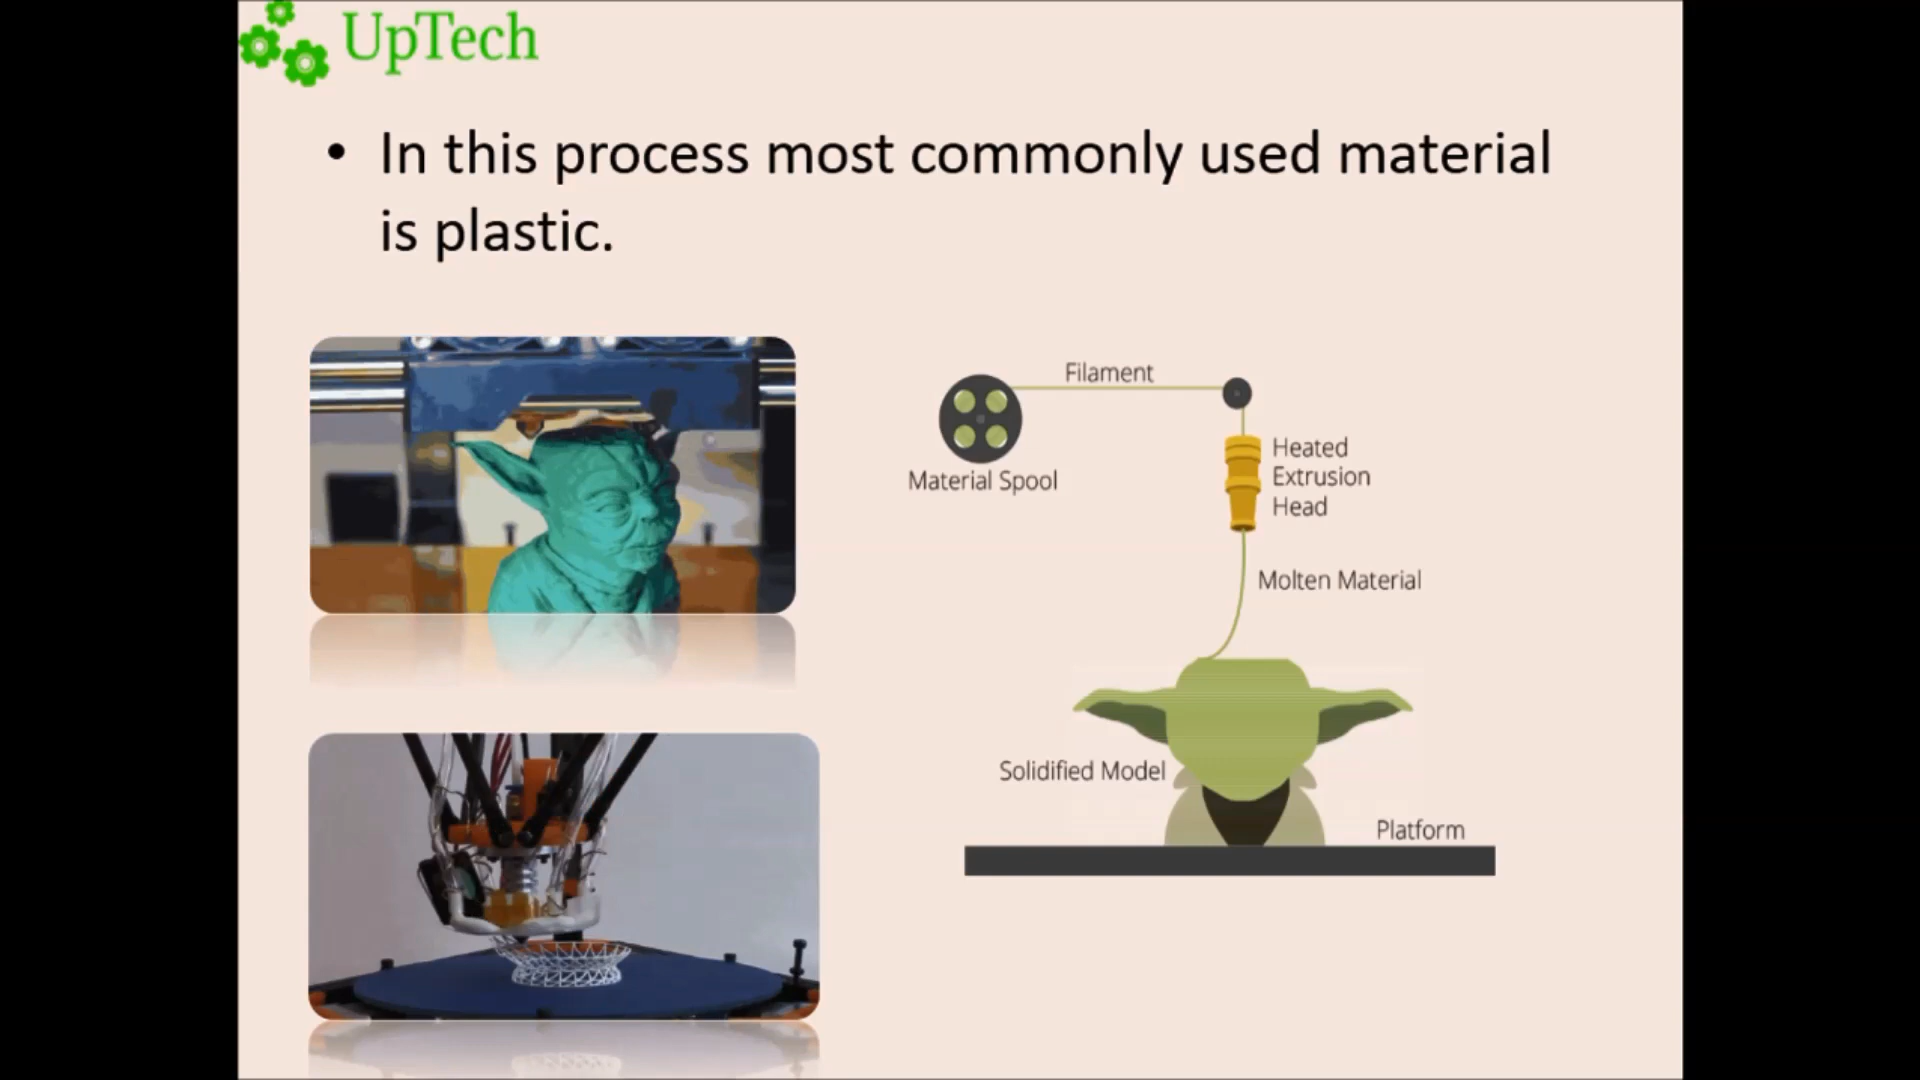 UpTech
• In this process most commonly used material
is plastic.
Filament
Material Spool
Heated
Extrusion
Head
Molten Material
Solidified Model
Platform